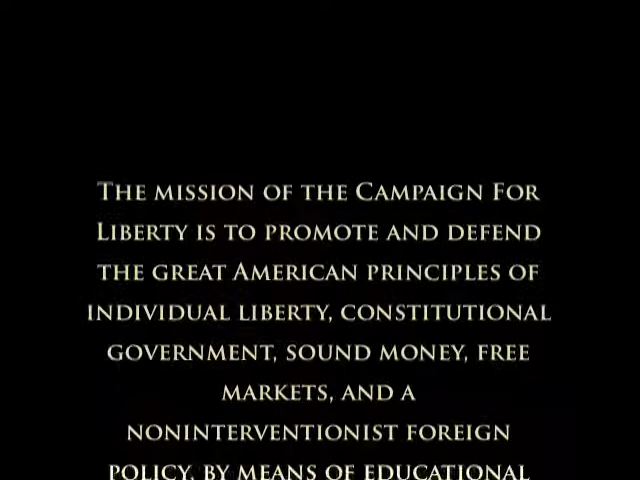 The mission of the Campaign For
Liberty is to promote and defend
the great American principles of
individual liberty, constitutional
government, sound money, free
markets, and a
noninterventionist foreign
policy, by means of educational